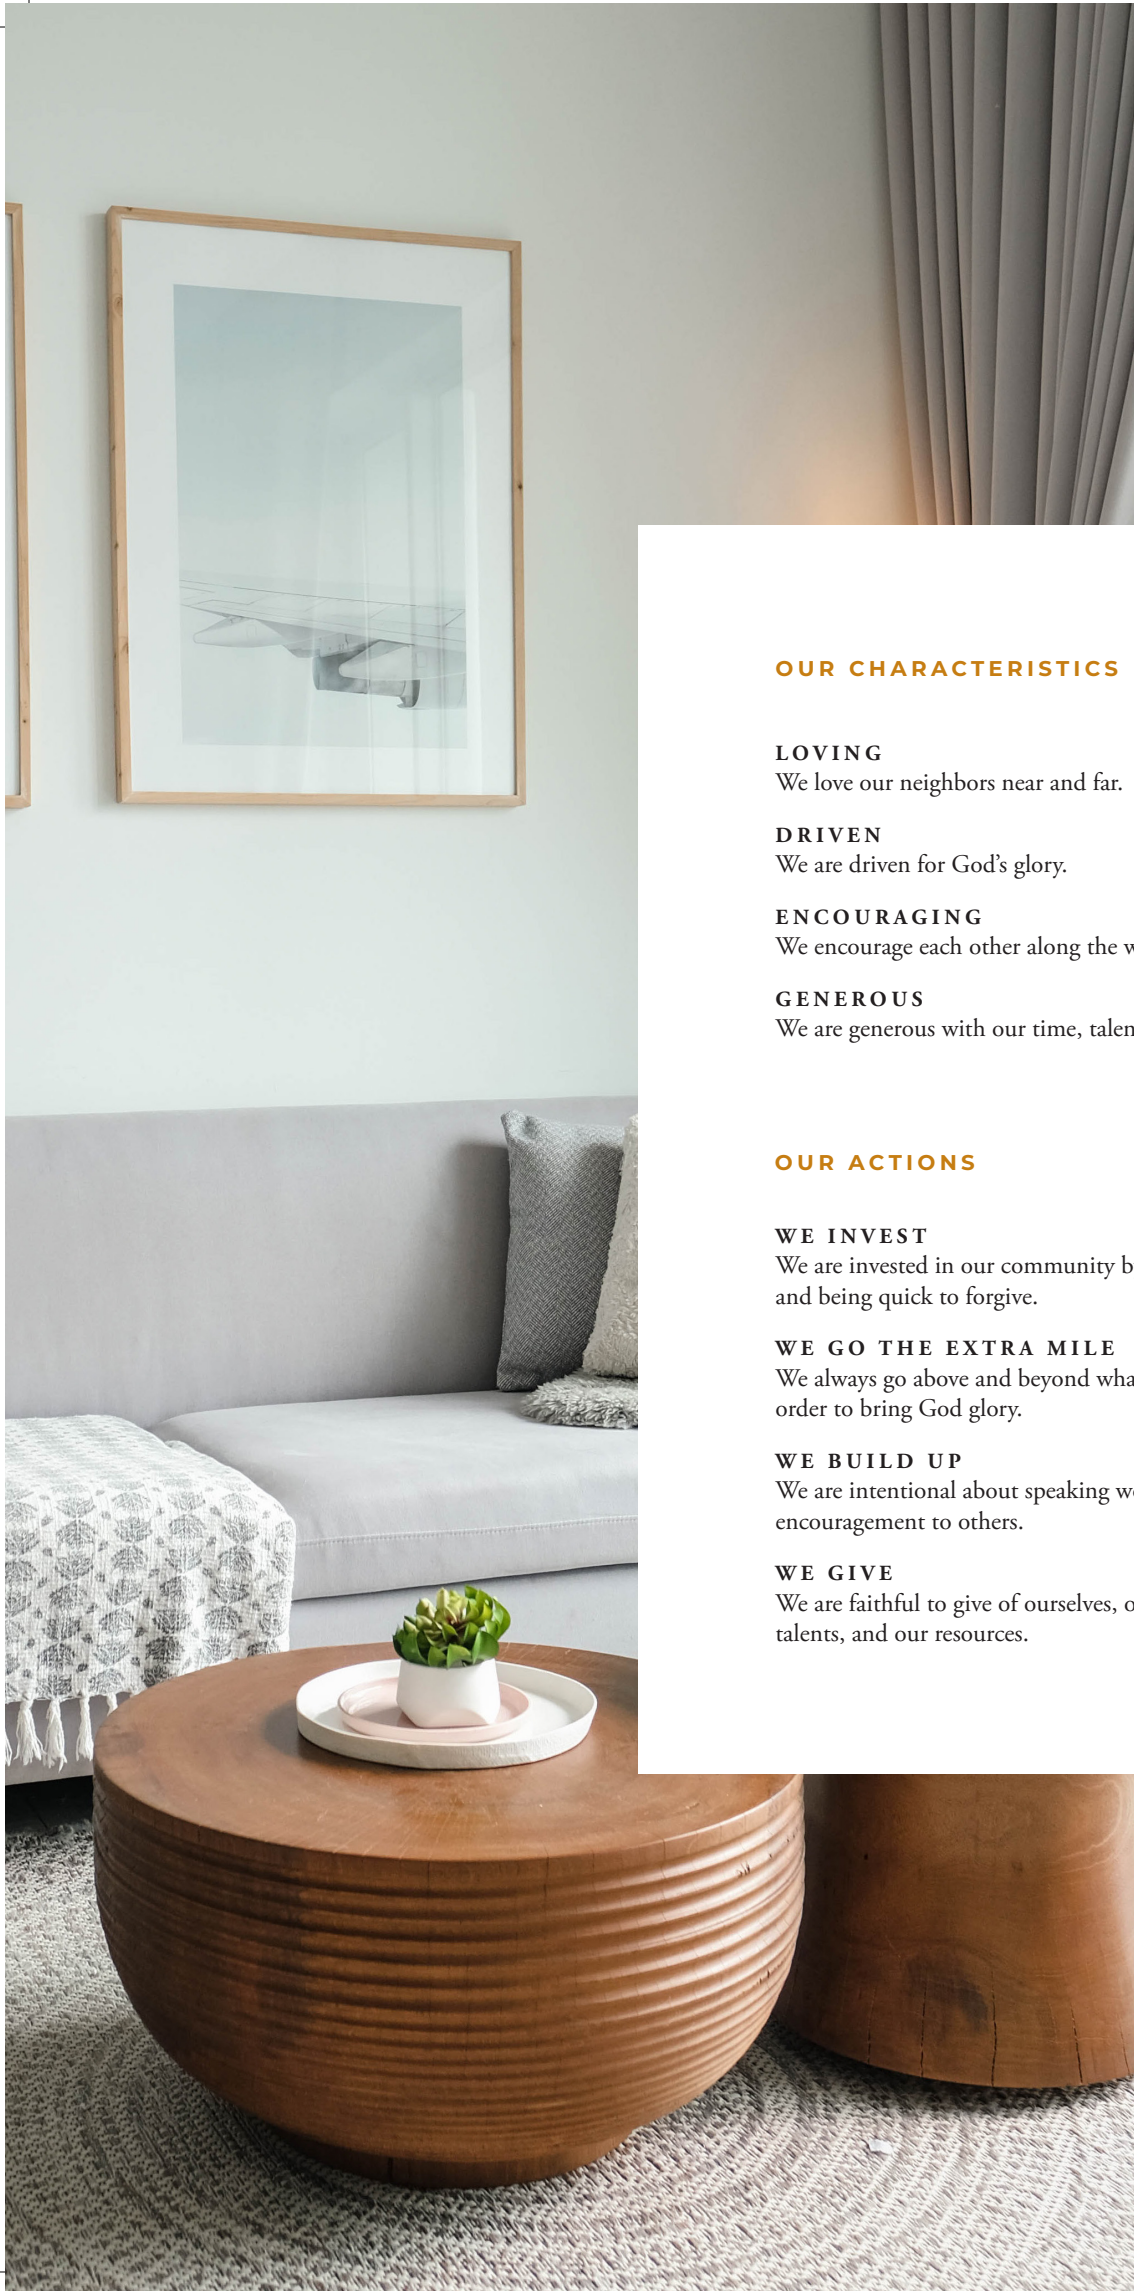 OUR CHARACTERISTICS
LOVING
We love our neighbors near and far.
DRIVEN
We are driven for God’s glory.
ENCOURAGING
We encourage each other along the
GENEROUS
We are generous with our time,
OUR ACTIONS
WE INVEST
We are invested in our community
and being quick to forgive.
WE GO THE EXTRA MILE
We always go above and beyond
order to bring God glory.
WE BUILD UP
We are intentional about speaking
encouragement to others.
WE GIVE
We are faithful to give of ourselves,
talents, and our resources.